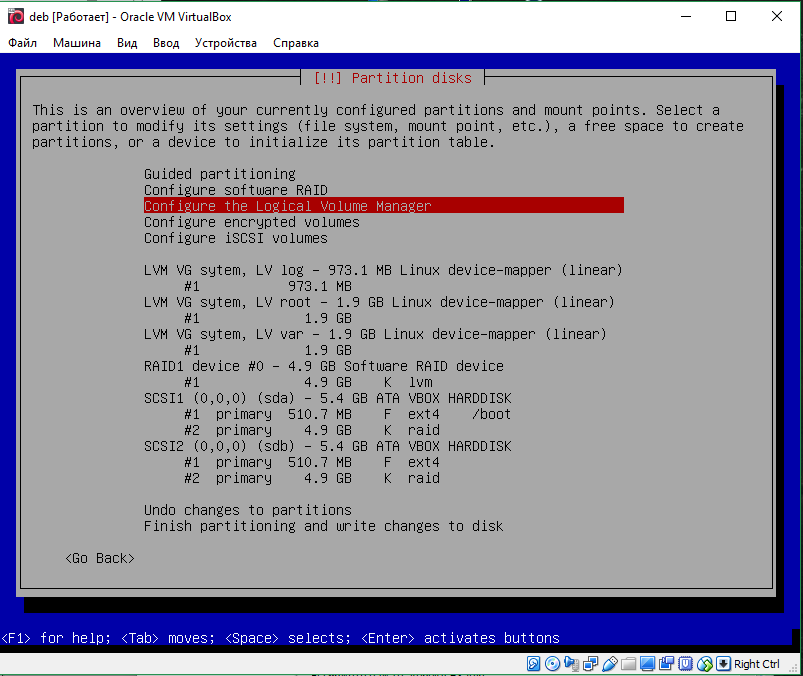 deb [Работает] - Oracle VM VirtualBox
Файл Машина Вид Ввод Устройства Справка
[!!] Partition disks
This is an overview of your currently configured partitions and mount points. Select a
partition to modify its settings (file system, mount point, etc.), a free space to create
partitions, or a device to initialize its partition table.
Guided partitioning
Configure software RAID
Configure the Logical Volume Manager
Configure encrypted volumes
Configure iSCSI volumes
LVM VG sytem, LV log - 973.1 MB Linux device-mapper (linear)
#1 973.1 MB
LVM VG sytem, LV root - 1.9 GB Linux device-mapper (linear)
#1 1.9 GB
LVM VG sytem, LV var - 1.9 GB Linux device-mapper (linear)
#1 1.9 GB
RAID1 device #0 - 4.9 GB Software RAID device
#1 4.9 GB K lvm
SCSI1 (0,0,0) (sda) - 5.4 GB ATA VBOX HARDDISK
#1 primary 510.7 MB F ext4 /boot
#2 primary 4.9 GB K raid
SCSI2 (0,0,0) (sdb) - 5.4 GB ATA VBOX HARDDISK
#1 primary 510.7 MB F ext4
#2 primary 4.9 GB K raid
Undo changes to partitions
Finish partitioning and write changes to disk
<Go Back>
<F1> for help; <Tab> moves; <Space> selects; <Enter> activates buttons
Right Ctrl